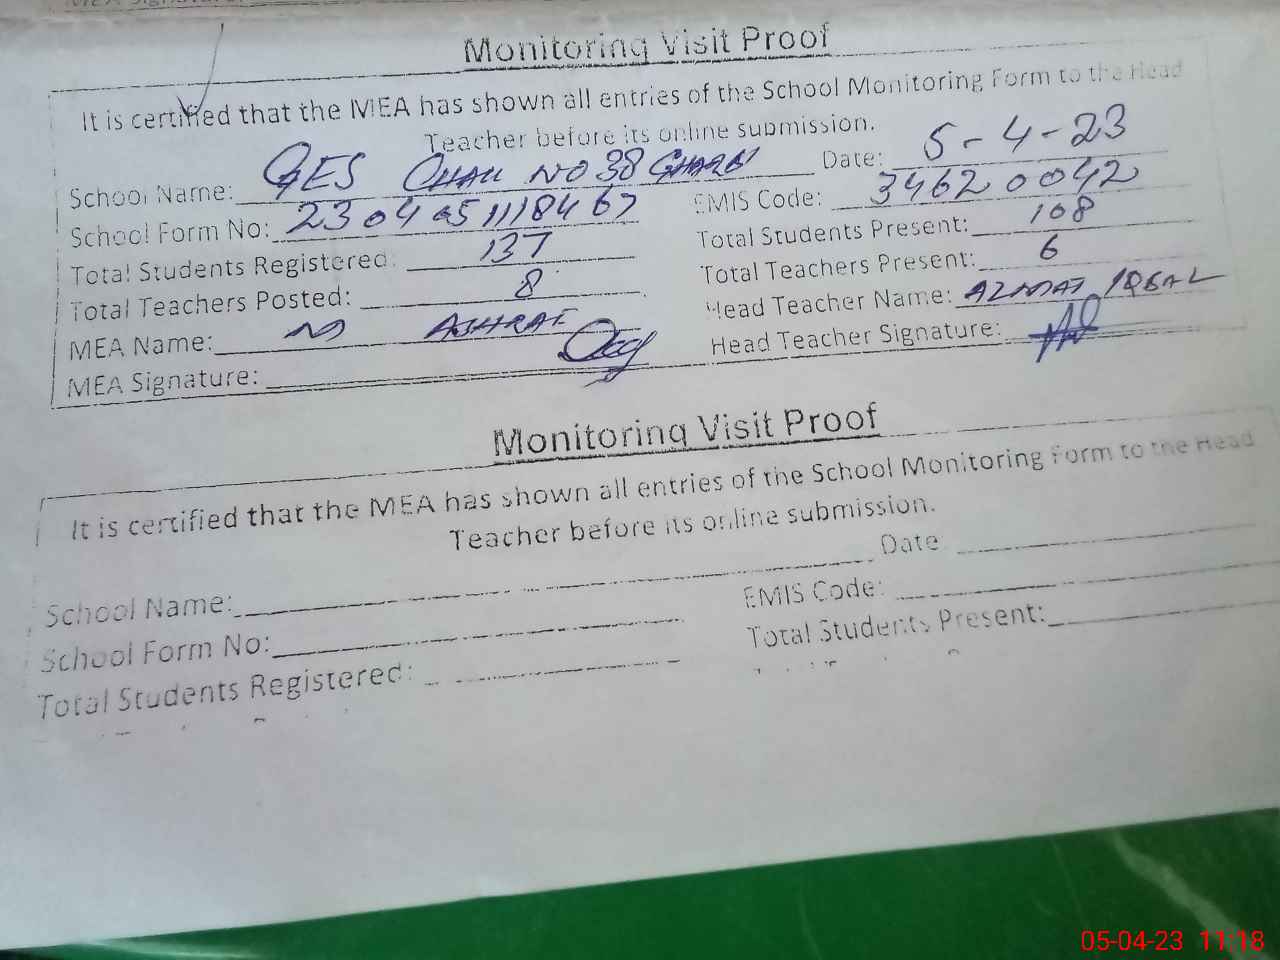 Monitoring Visit Proof
It is certified that the MEA has shown all entries of the School Monitoring Form to the Head
Teacher before its online submission.
School Name: GES CHAK NO 38 GHARBI Date: 5-4-23
School Form No: 23040511118467 EMIS Code: 34620042
Total Students Registered: 137 Total Students Present: 108
Total Teachers Posted: 8 Total Teachers Present: 6
MEA Name: M ASHRAF Head Teacher Name: AZMAT IQBAL
MEA Signature: Head Teacher Signature:
Monitoring Visit Proof
It is certified that the MEA has shown all entries of the School Monitoring Form to the Head
Teacher before its online submission.
School Name: Date
School Form No: EMIS Code:
Total Students Registered: Total Students Present:
05-04-23 11:18